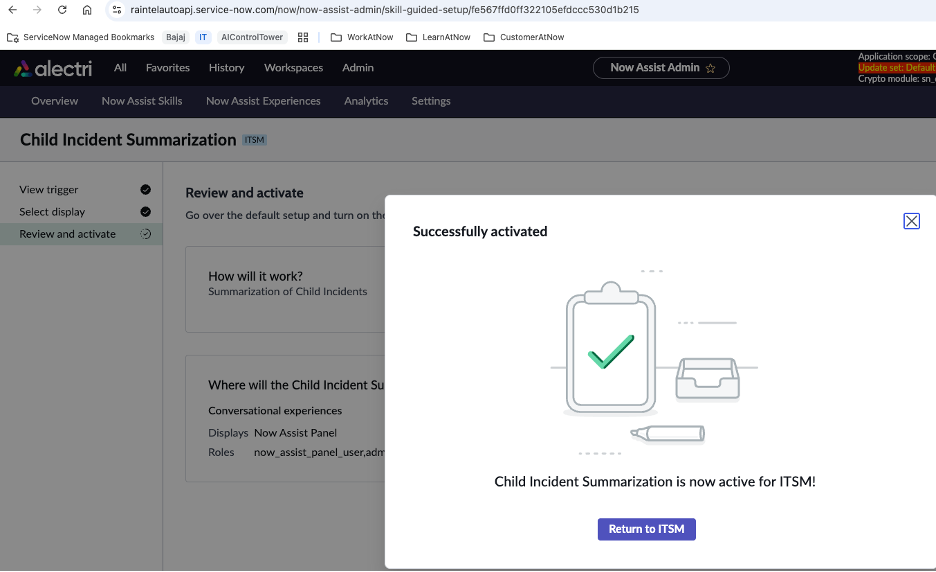 raintelautoapj.service-now.com/now/now-assist-admin/skill-guided-setup/fe567ffd0ff322105efdccc530d1b215
ServiceNow Managed Bookmarks Bajaj IT AIControlTower WorkAtNow LearnAtNow CustomerAtNow
alectri All Favorites History Workspaces Admin Now Assist Admin
Application scope:
Update set: Default
Crypto module: sn_
Overview Now Assist Skills Now Assist Experiences Analytics Settings
Child Incident Summarization ITSM
View trigger
Select display
Review and activate
Review and activate
Go over the default setup and turn on the
How will it work?
Summarization of Child Incidents
Where will the Child Incident Su
Conversational experiences
Displays Now Assist Panel
Roles now_assist_panel_user,adm
Successfully activated
Child Incident Summarization is now active for ITSM!
Return to ITSM